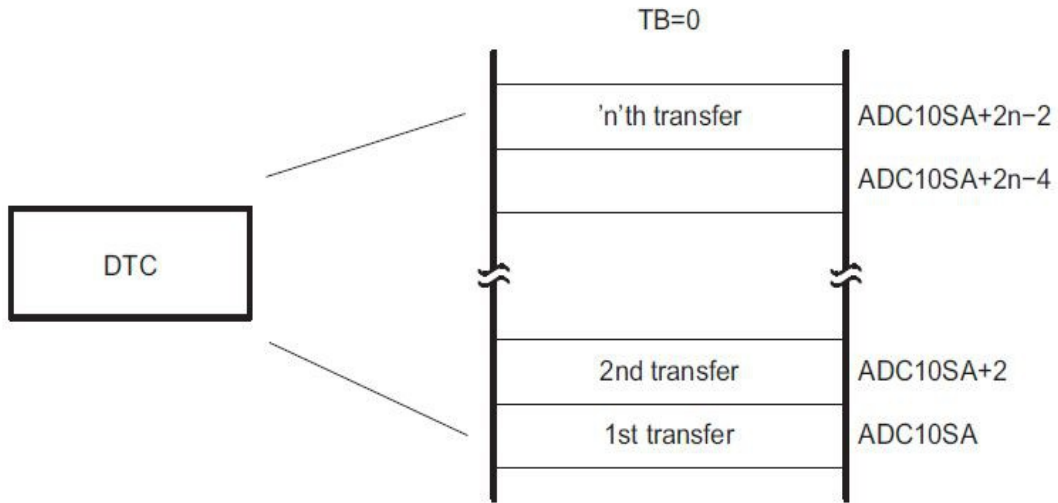 TB=0
'n'th transfer
ADC10SA+2n−2
ADC10SA+2n−4
DTC
2nd transfer
ADC10SA+2
1st transfer
ADC10SA